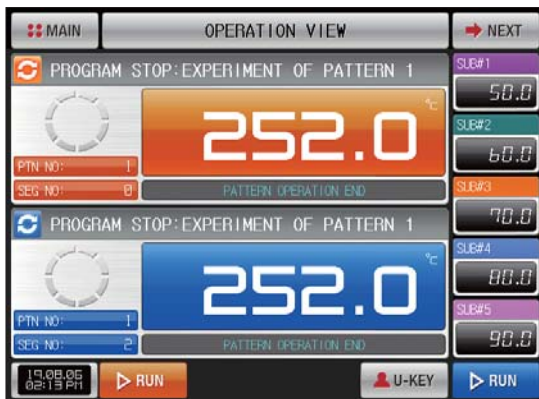 MAIN
OPERATION VIEW
NEXT
PROGRAM STOP:EXPERIMENT OF PATTERN 1
°C
252.0
PTN NO: 1
SEG NO: 0
PATTERN OPERATION END
PROGRAM STOP:EXPERIMENT OF PATTERN 1
°C
252.0
PTN NO: 1
SEG NO: 2
PATTERN OPERATION END
SUB#1
50.0
SUB#2
60.0
SUB#3
70.0
SUB#4
80.0
SUB#5
90.0
19.08.06
02:13 PM
RUN
U-KEY
RUN